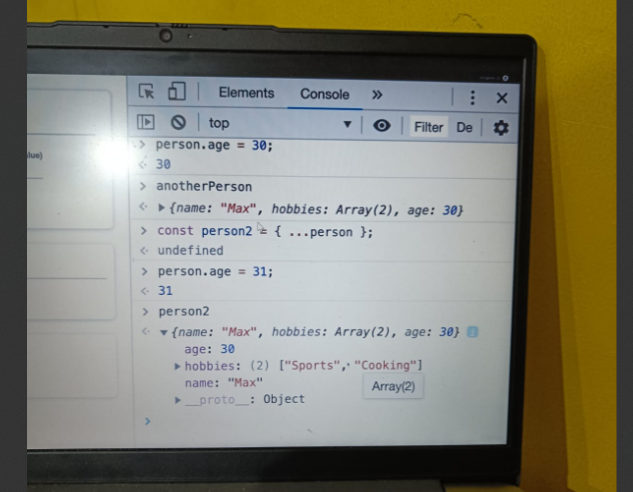 Elements Console »
top Filter De
> person.age = 30;
<· 30
> anotherPerson
<· ▶{name: "Max", hobbies: Array(2), age: 30}
> const person2 = { ...person };
<· undefined
> person.age = 31;
<· 31
> person2
<· ▼{name: "Max", hobbies: Array(2), age: 30} i
age: 30
▶hobbies: (2) ["Sports", "Cooking"]
name: "Max"
Array(2)
▶__proto__: Object
>